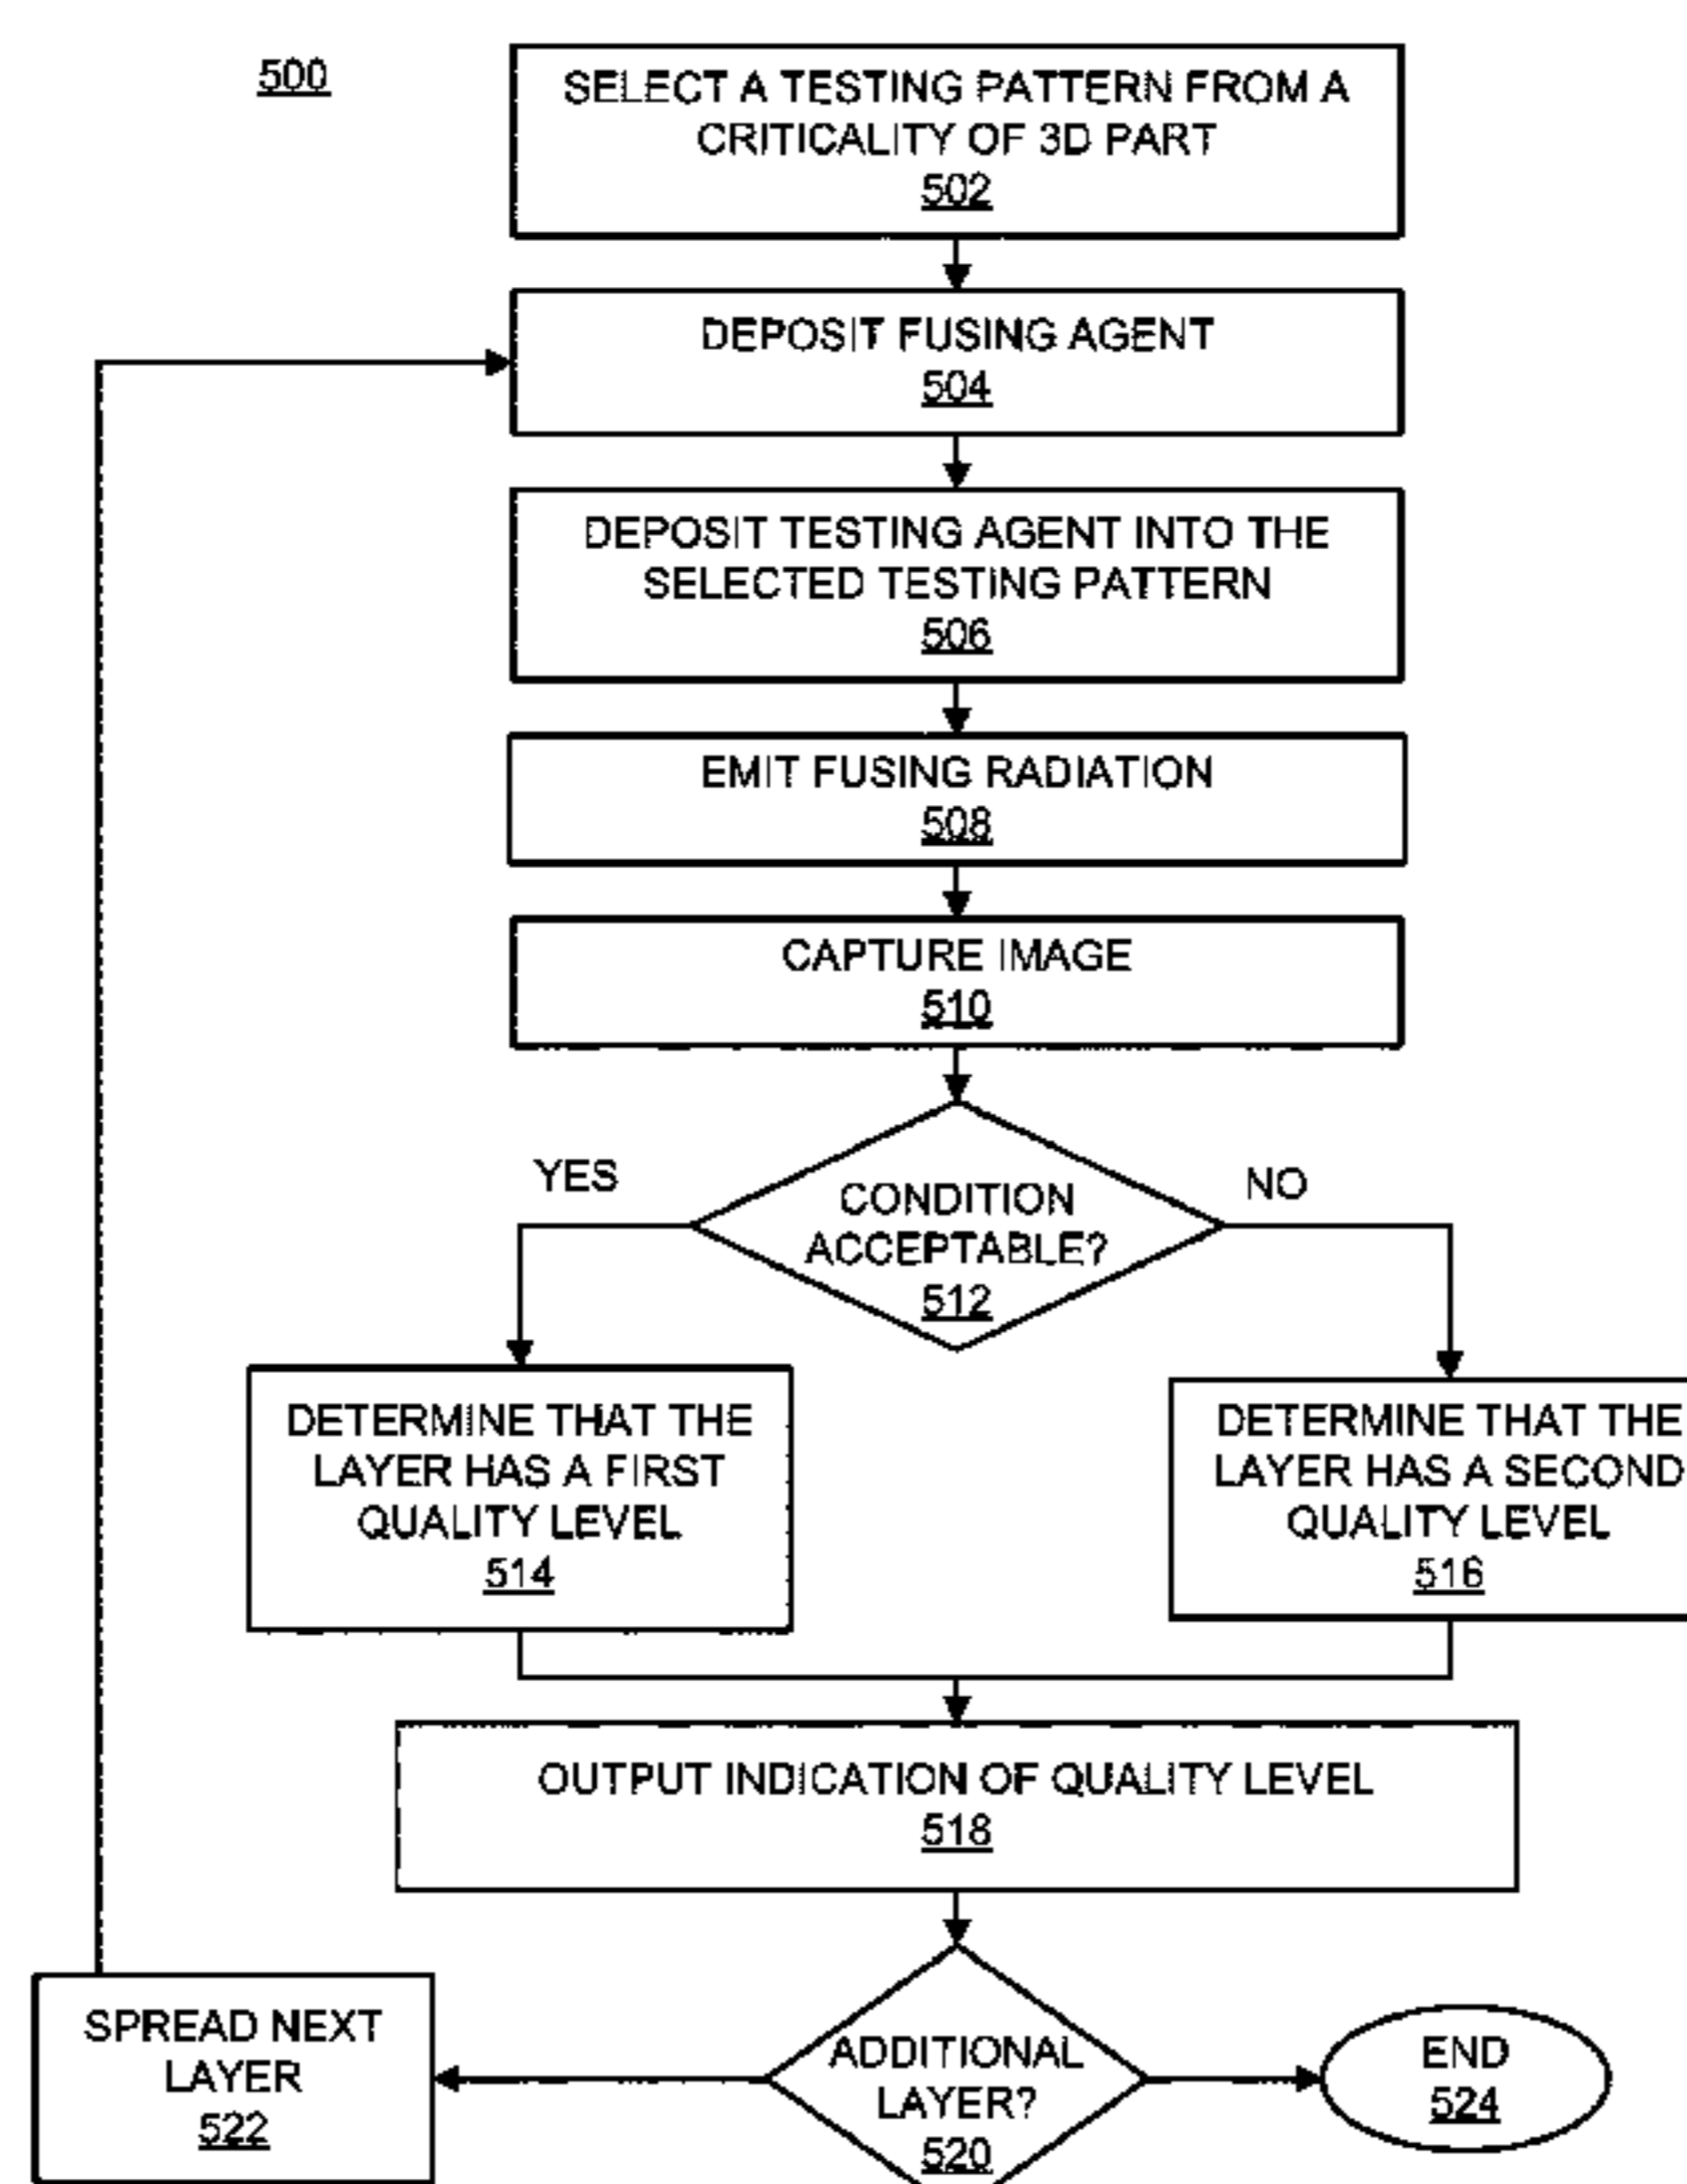 500
SELECT A TESTING PATTERN FROM A
CRITICALITY OF 3D PART
502
DEPOSIT FUSING AGENT
504
DEPOSIT TESTING AGENT INTO THE
SELECTED TESTING PATTERN
506
EMIT FUSING RADIATION
508
CAPTURE IMAGE
510
YES
NO
CONDITION
ACCEPTABLE?
512
DETERMINE THAT THE
LAYER HAS A FIRST
QUALITY LEVEL
514
DETERMINE THAT THE
LAYER HAS A SECOND
QUALITY LEVEL
516
OUTPUT INDICATION OF QUALITY LEVEL
518
SPREAD NEXT
LAYER
522
ADDITIONAL
LAYER?
520
END
524